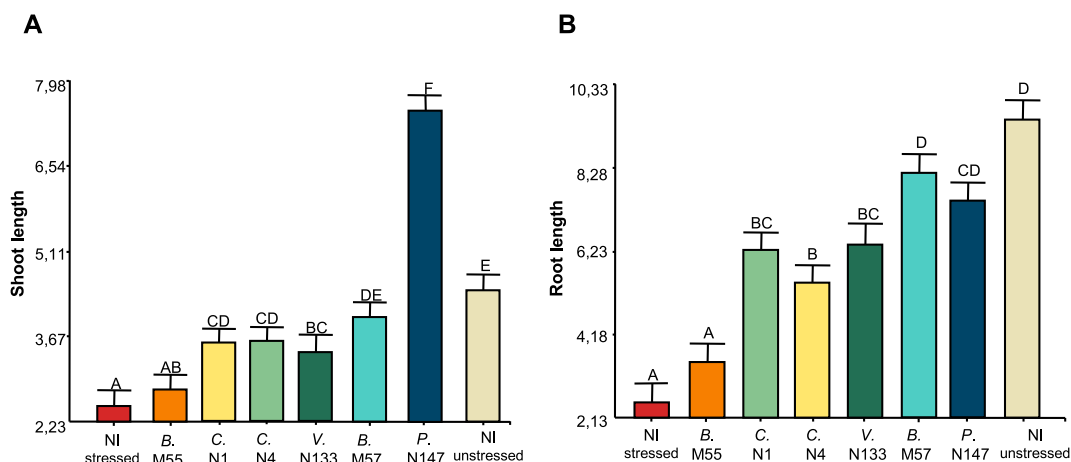 A
Shoot length
7,98
6,54
5,11
3,67
2,23
A
AB
CD
CD
BC
DE
F
E
NI stressed
B. M55
C. N1
C. N4
V. N133
B. M57
P. N147
NI unstressed
B
Root length
10,33
8,28
6,23
4,18
2,13
A
A
BC
B
BC
D
CD
D
NI stressed
B. M55
C. N1
C. N4
V. N133
B. M57
P. N147
NI unstressed